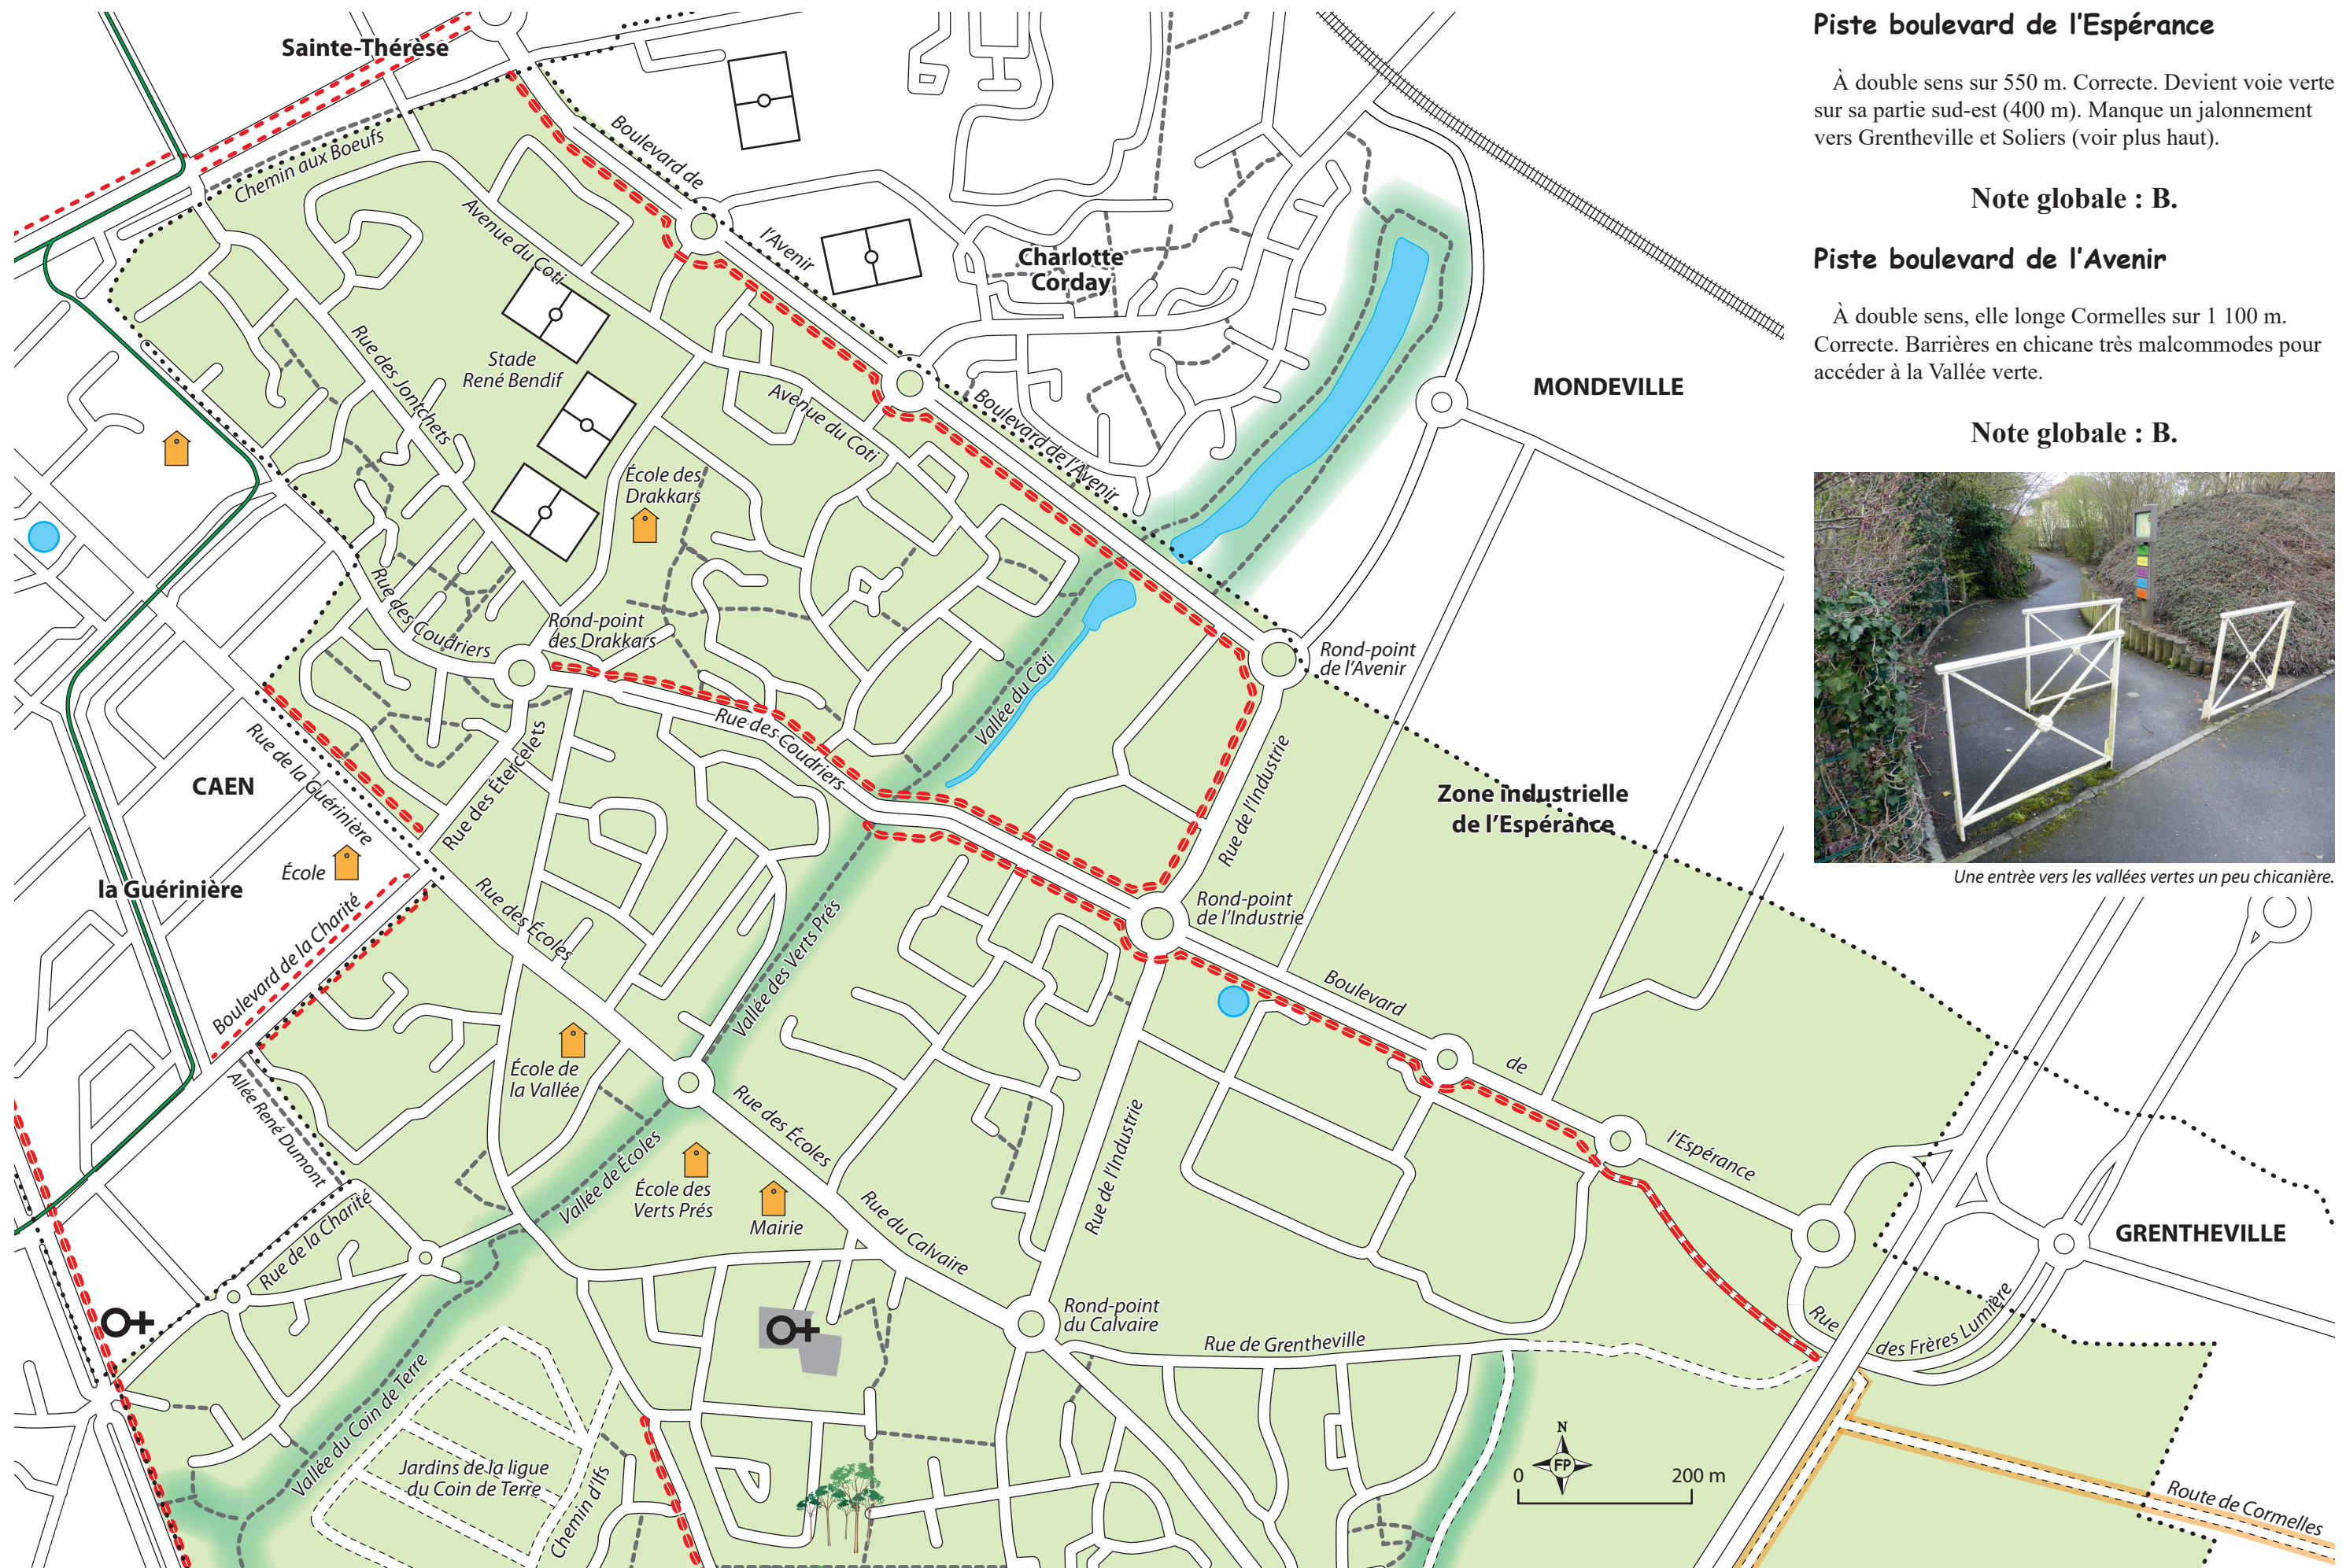 Piste boulevard de l'Espérance
À double sens sur 550 m. Correcte. Devient voie verte
sur sa partie sud-est (400 m). Manque un jalonnement
vers Grentheville et Soliers (voir plus haut).
Note globale : B.
Piste boulevard de l'Avenir
À double sens, elle longe Cormelles sur 1 100 m.
Correcte. Barrières en chicane très malcommodes pour
accéder à la Vallée verte.
Note globale : B.
Une entrèe vers les vallées vertes un peu chicanière.
Sainte-Thérèse
Chemin aux Boeufs
Boulevard de
l'Avenir
Avenue du Coti
Charlotte
Corday
MONDEVILLE
Rue des Jontchets
Stade
René Bendif
Avenue du Coti
Boulevard de l'Avenir
École des
Drakkars
Rue des Coudriers
Rond-point
des Drakkars
Rond-point
de l'Avenir
Vallée du Côti
Rue des Coudriers
Rue de la Guérinière
Rue des Étercelets
CAEN
Rue de l'Industrie
Zone industrielle
de l'Espérance
École
la Guérinière
Boulevard de la Charité
Rue des Écoles
Vallée des Verts Prés
Rond-point
de l'Industrie
Boulevard
de
l'Espérance
École de
la Vallée
Allée René Dumont
Rue des Écoles
Vallée de Écoles
École des
Verts Prés
Mairie
Rue de l'Industrie
Rue du Calvaire
Rue de la Charité
GRENTHEVILLE
Rond-point
du Calvaire
Rue de Grentheville
Rue
des Frères Lumière
Vallée du Coin de Terre
Jardins de la ligue
du Coin de Terre
Chemin d'Ifs
N
FP
0
200 m
Route de Cormelles